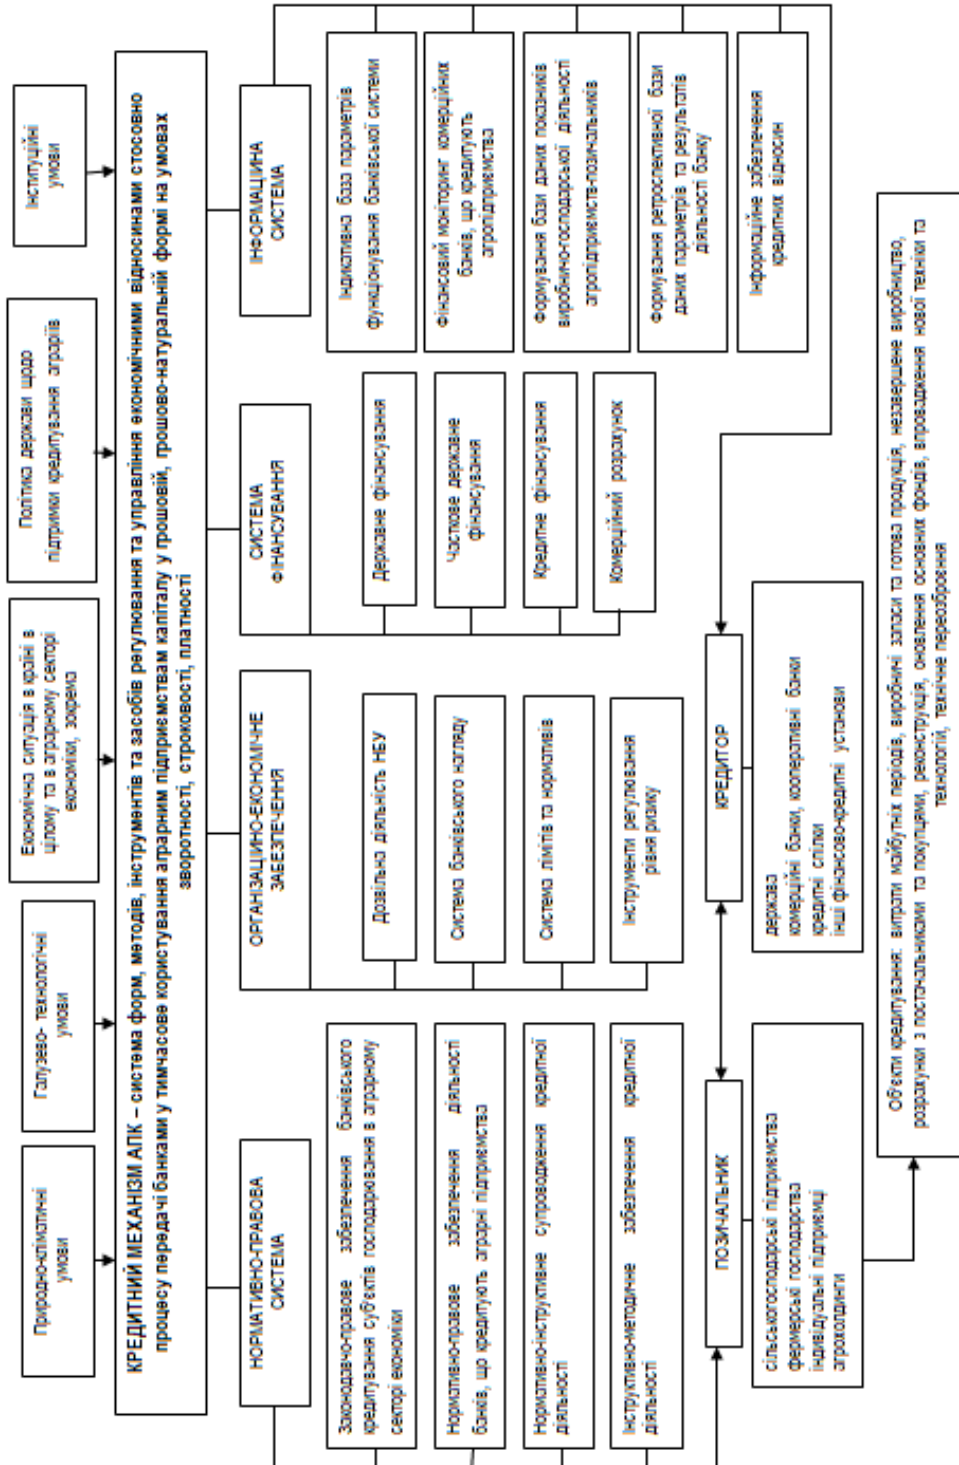 Природно-кліматичні
умови
Галузево- технологічні
умови
Економічна ситуація в країні в
цілому та в аграрному секторі
економіки, зокрема
Політика держави щодо
підтримки кредитування аграріїв
Інституційні
умови
КРЕДИТНИЙ МЕХАНІЗМ АПК – система форм, методів, інструментів та засобів регулювання та управління економічними відносинами стосовно
процесу передачі банками у тимчасове користування аграрним підприємствам капіталу у грошовій, грошово-натуральній формі на умовах
зворотності, строковості, платності
НОРМАТИВНО-ПРАВОВА
СИСТЕМА
Законодавчо-правове забезпечення банківського
кредитування суб'єктів господарювання в аграрному
секторі економіки
Нормативно-правове забезпечення діяльності
банків, що кредитують аграрні підприємства
Нормативно-інструктивне супроводження кредитної
діяльності
Інструктивно-методичне забезпечення кредитної
діяльності
ОРГАНІЗАЦІЙНО-ЕКОНОМІЧНЕ
ЗАБЕЗПЕЧЕННЯ
Дозвільна діяльність НБУ
Система банківського нагляду
Система лімітів та нормативів
Інструменти регулювання
рівня ризику
СИСТЕМА
ФІНАНСУВАННЯ
Державне фінансування
Часткове державне
фінансування
Кредитне фінансування
Комерційний розрахунок
ІНФОРМАЦІЙНА
СИСТЕМА
Індикативна база параметрів
функціонування банківської системи
Фінансовий моніторинг комерційних
банків, що кредитують
агропідприємства
Формування бази даних показників
виробничо-господарської діяльності
агропідприємств-позичальників
Формування ретроспективної бази
даних параметрів та результатів
діяльності банку
Інформаційне забезпечення
кредитних відносин
ПОЗИЧАЛЬНИК
сільськогосподарські підприємства
фермерські господарства
індивідуальні підприємці
агрохолдинги
КРЕДИТОР
держава
комерційні банки, кооперативні банки
кредитні спілки
інші фінансово-кредитні установи
Об'єкти кредитування: витрати майбутніх періодів, виробничі запаси та готова продукція, незавершене виробництво,
розрахунки з постачальниками та покупцями, реконструкція, оновлення основних фондів, впровадження нової техніки та
технологій, технічне переозброєння